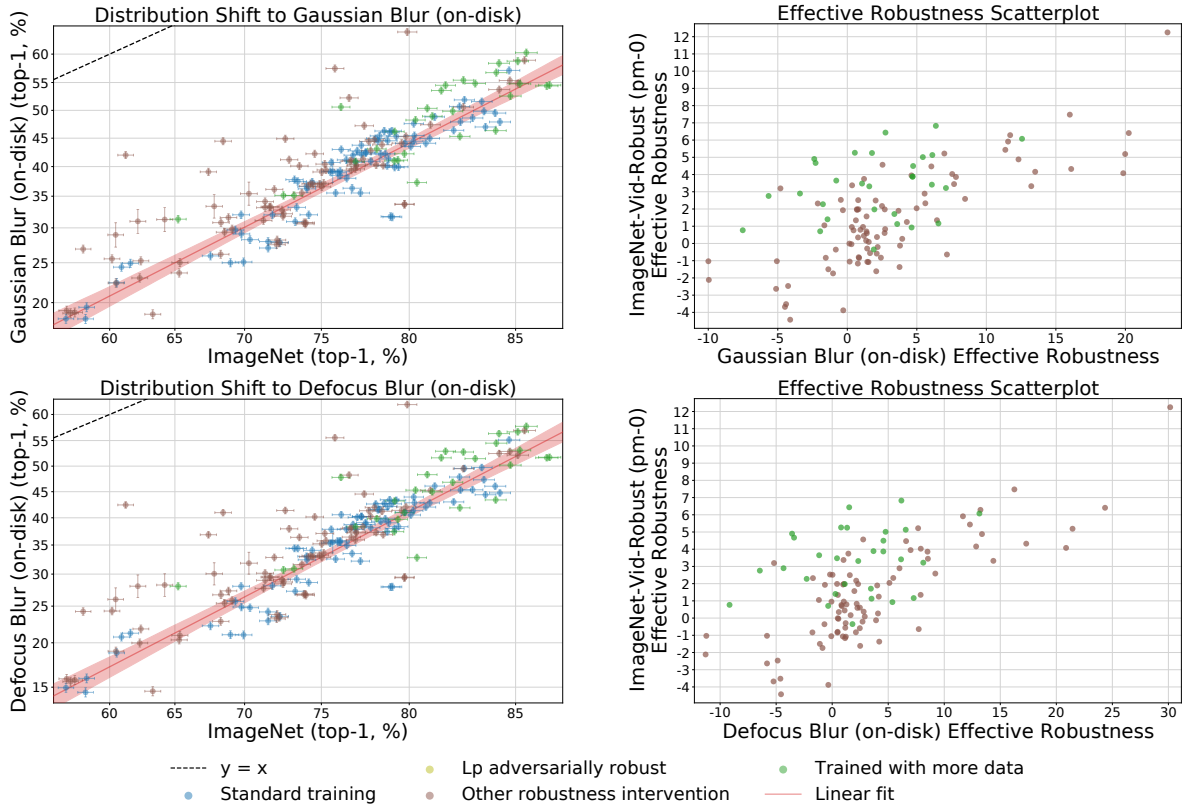 Distribution Shift to Gaussian Blur (on-disk)
Gaussian Blur (on-disk) (top-1, %)
60
55
50
45
40
35
30
25
20
60 65 70 75 80 85
ImageNet (top-1, %)
Effective Robustness Scatterplot
ImageNet-Vid-Robust (pm-0)
Effective Robustness
12
11
10
9
8
7
6
5
4
3
2
1
0
-1
-2
-3
-4
-10 -5 0 5 10 15 20
Gaussian Blur (on-disk) Effective Robustness
Distribution Shift to Defocus Blur (on-disk)
Defocus Blur (on-disk) (top-1, %)
60
55
50
45
40
35
30
25
20
15
60 65 70 75 80 85
ImageNet (top-1, %)
Effective Robustness Scatterplot
ImageNet-Vid-Robust (pm-0)
Effective Robustness
12
11
10
9
8
7
6
5
4
3
2
1
0
-1
-2
-3
-4
-10 -5 0 5 10 15 20 25 30
Defocus Blur (on-disk) Effective Robustness
y = x
Lp adversarially robust
Trained with more data
Standard training
Other robustness intervention
Linear fit